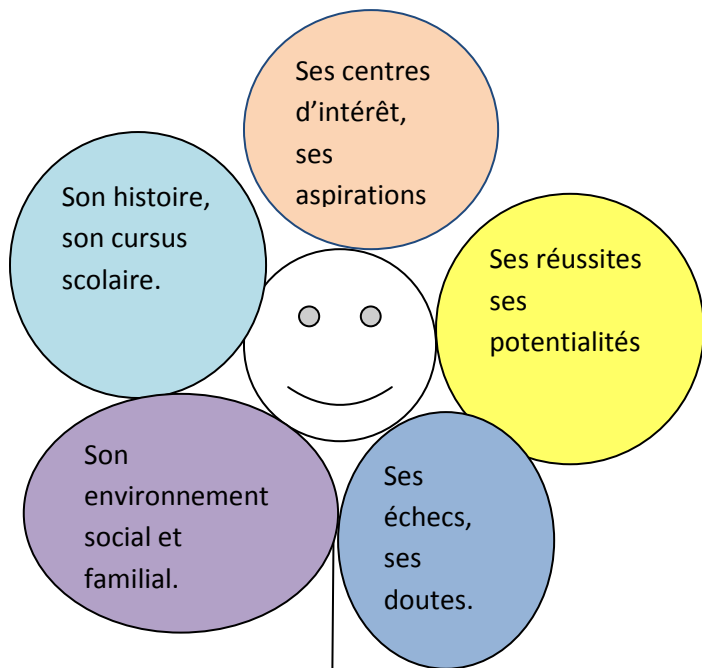 Ses centres
d’intérêt,
ses
aspirations
Son histoire,
son cursus
scolaire.
Ses réussites
ses
potentialités
Son
environnement
social et
familial.
Ses
échecs,
ses
doutes.